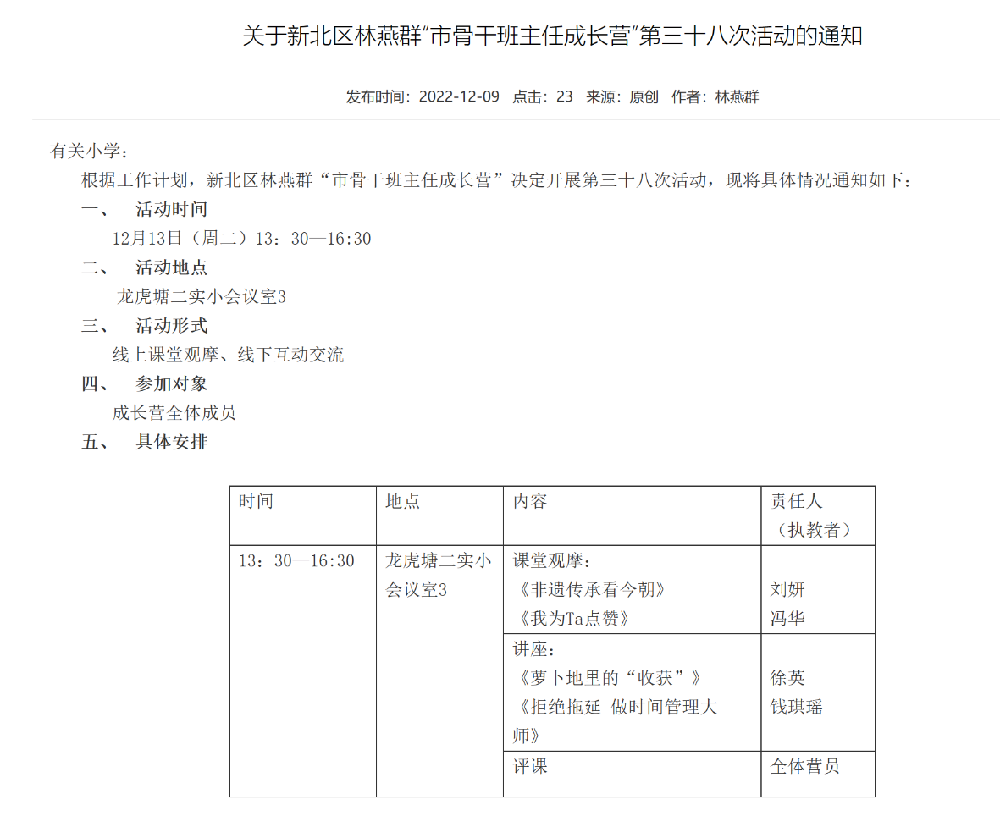 关于新北区林燕群“市骨干班主任成长营”第三十八次活动的通知
发布时间：2022-12-09 点击：23 来源：原创 作者：林燕群
有关小学：
根据工作计划，新北区林燕群“市骨干班主任成长营”决定开展第三十八次活动，现将具体情况通知如下：
一、 活动时间
12月13日（周二）13：30—16:30
二、 活动地点
龙虎塘二实小会议室3
三、 活动形式
线上课堂观摩、线下互动交流
四、 参加对象
成长营全体成员
五、 具体安排
时间 地点 内容 责任人
（执教者）
13：30—16:30 龙虎塘二实小 课堂观摩：
会议室3 《非遗传承看今朝》 刘妍
《我为Ta点赞》 冯华
讲座：
《萝卜地里的“收获”》 徐英
《拒绝拖延 做时间管理大 钱琪瑶
师》
评课 全体营员